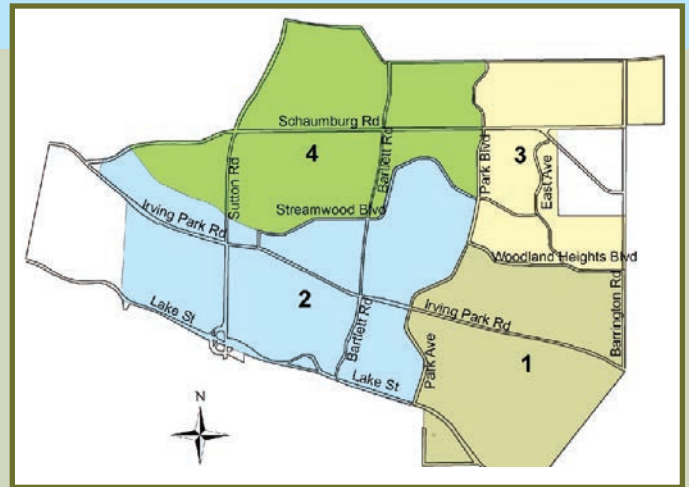 Schaumburg Rd
4
3
Park Blvd
East Ave
Bartlett Rd
Sutton Rd
Streamwood Blvd
Irving Park Rd
Woodland Heights Blvd
Lake St
2
Bartlett Rd
Irving Park Rd
Barrington Rd
Park Ave
1
Lake St
N